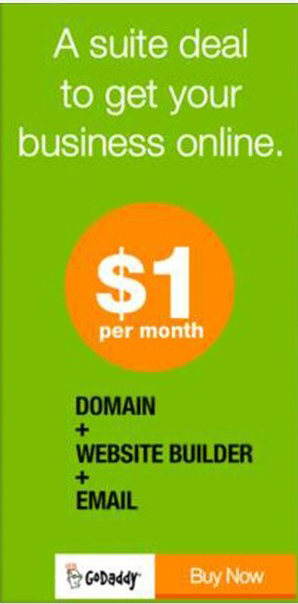 A suite deal
to get your
business online.
$1
per month
DOMAIN
+
WEBSITE BUILDER
+
EMAIL
GoDaddy
Buy Now